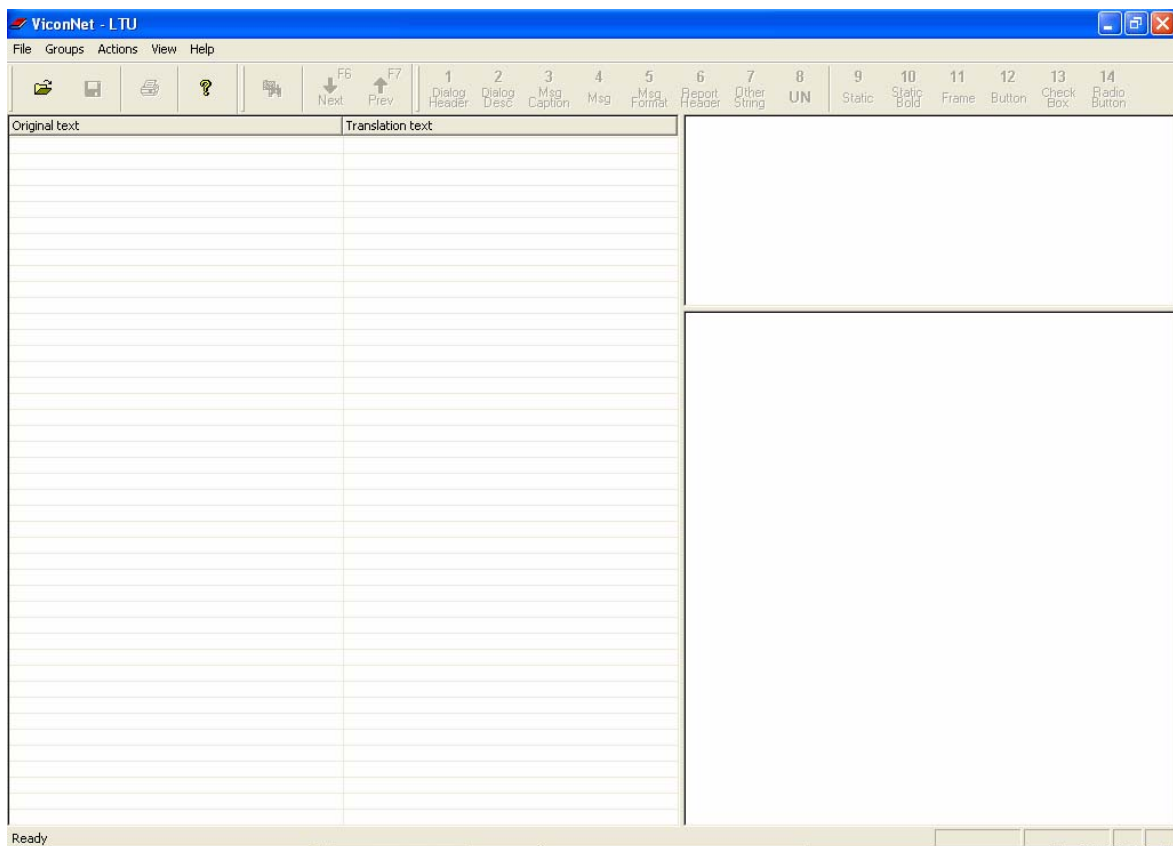 ViconNet - LTU
File Groups Actions View Help
F6 Next
F7 Prev
1 Dialog Header
2 Dialog Desc
3 Msg Caption
4 Msg
5 Msg Format
6 Report Header
7 Other String
8 UN
9 Static
10 Static Bold
11 Frame
12 Button
13 Check Box
14 Radio Button
Original text Translation text
Ready